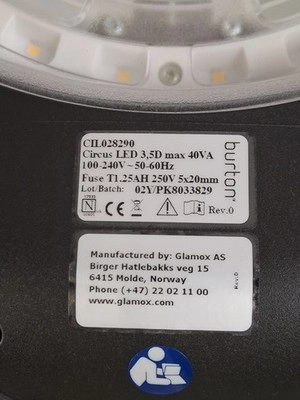 CIL028290
Circus LED 3,5D max 40VA
100-240V ~ 50-60Hz
Fuse T1.25AH 250V 5x20mm
Lot/Batch: 02Y/PK8033829
Rev.0
burton
Manufactured by: Glamox AS
Birger Hatlebakks veg 15
6415 Molde, Norway
Phone (+47) 22 02 11 00
www.glamox.com
Rev.0